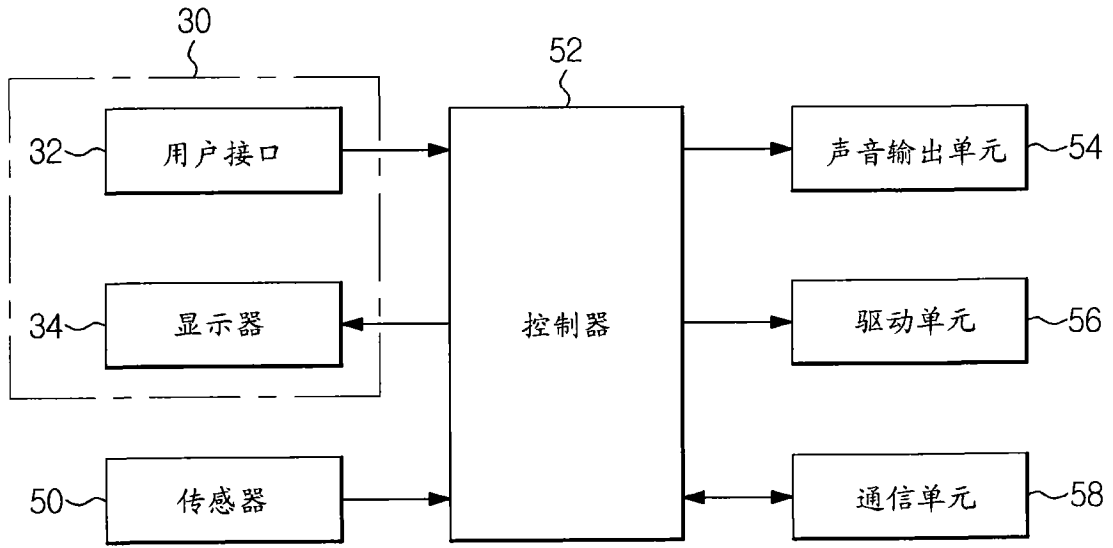 30
52
32
用户接口
声音输出单元
54
34
显示器
控制器
驱动单元
56
50
传感器
通信单元
58